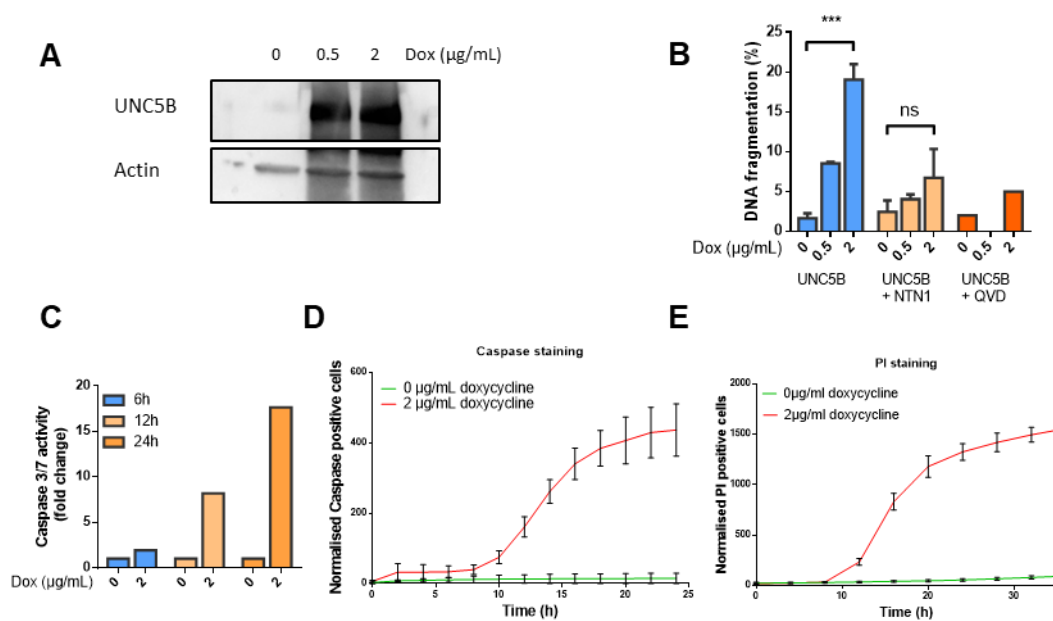 A
0 0.5 2 Dox (µg/mL)
UNC5B
Actin
B
DNA fragmentation (%)
25
20
15
10
5
0
***
ns
Dox (µg/mL)
0 0.5 2 0 0.5 2 0 0.5 2
UNC5B UNC5B UNC5B
+ NTN1 + QVD
C
Caspase 3/7 activity
(fold change)
20
15
10
5
0
6h
12h
24h
Dox (µg/mL)
0 2 0 2 0 2
D
Caspase staining
Normalised Caspase positive cells
600
400
200
0
0 µg/mL doxycycline
2 µg/mL doxycycline
0 5 10 15 20 25
Time (h)
E
PI staining
Normalised PI positive cells
2000
1500
1000
500
0
0µg/ml doxycycline
2µg/ml doxycycline
0 10 20 30
Time (h)